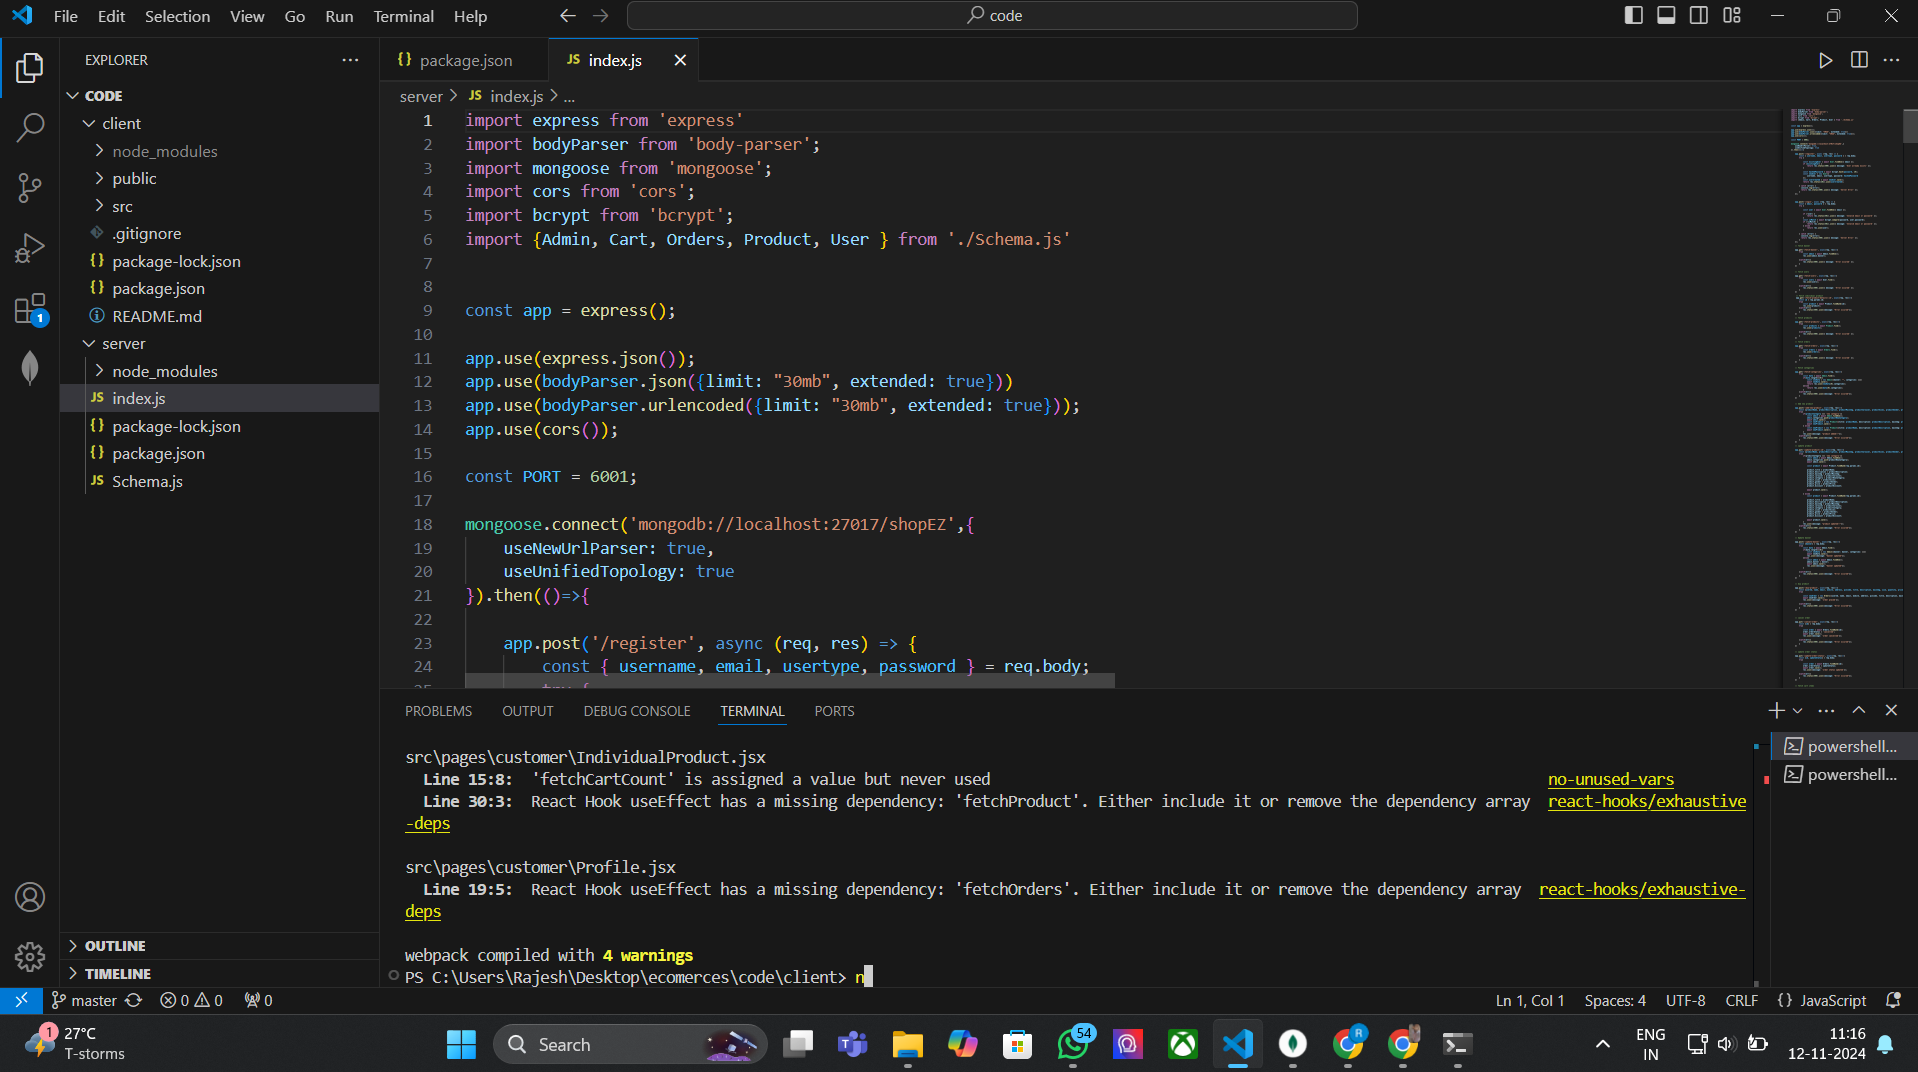 File Edit Selection View Go Run Terminal Help
code
EXPLORER
CODE
client
node_modules
public
src
.gitignore
package-lock.json
package.json
README.md
server
node_modules
index.js
package-lock.json
package.json
Schema.js
OUTLINE
TIMELINE
1
package.json
JS index.js
server > JS index.js > ...
1 import express from 'express'
2 import bodyParser from 'body-parser';
3 import mongoose from 'mongoose';
4 import cors from 'cors';
5 import bcrypt from 'bcrypt';
6 import {Admin, Cart, Orders, Product, User } from './Schema.js'
7
8
9 const app = express();
10
11 app.use(express.json());
12 app.use(bodyParser.json({limit: "30mb", extended: true}))
13 app.use(bodyParser.urlencoded({limit: "30mb", extended: true}));
14 app.use(cors());
15
16 const PORT = 6001;
17
18 mongoose.connect('mongodb://localhost:27017/shopEZ',{
19 useNewUrlParser: true,
20 useUnifiedTopology: true
21 }).then(()=>{
22
23 app.post('/register', async (req, res) => {
24 const { username, email, usertype, password } = req.body;
PROBLEMS OUTPUT DEBUG CONSOLE TERMINAL PORTS
src\pages\customer\IndividualProduct.jsx
Line 15:8: 'fetchCartCount' is assigned a value but never used no-unused-vars
Line 30:3: React Hook useEffect has a missing dependency: 'fetchProduct'. Either include it or remove the dependency array react-hooks/exhaustive
-deps
src\pages\customer\Profile.jsx
Line 19:5: React Hook useEffect has a missing dependency: 'fetchOrders'. Either include it or remove the dependency array react-hooks/exhaustive-
deps
webpack compiled with 4 warnings
PS C:\Users\Rajesh\Desktop\ecomerces\code\client> n
powershell...
powershell...
master 0 0 0
Ln 1, Col 1 Spaces: 4 UTF-8 CRLF {} JavaScript
1
27°C
T-storms
Search
54
R
ENG
IN
11:16
12-11-2024